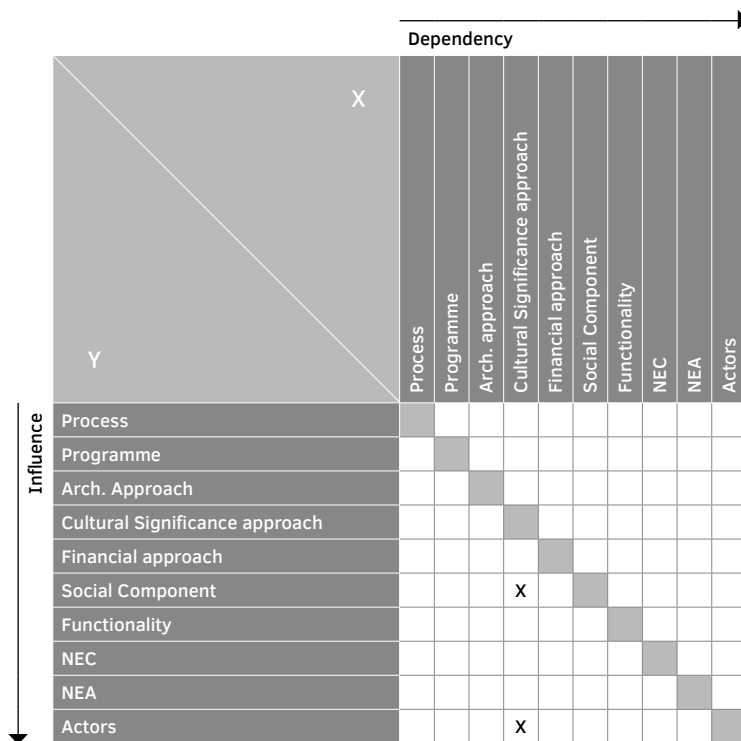 Dependency
X
Y
Process
Programme
Arch. approach
Cultural Significance approach
Financial approach
Social Component
Functionality
NEC
NEA
Actors
Influence
Process
Programme
Arch. Approach
Cultural Significance approach
Financial approach
Social Component
X
Functionality
NEC
NEA
Actors
X